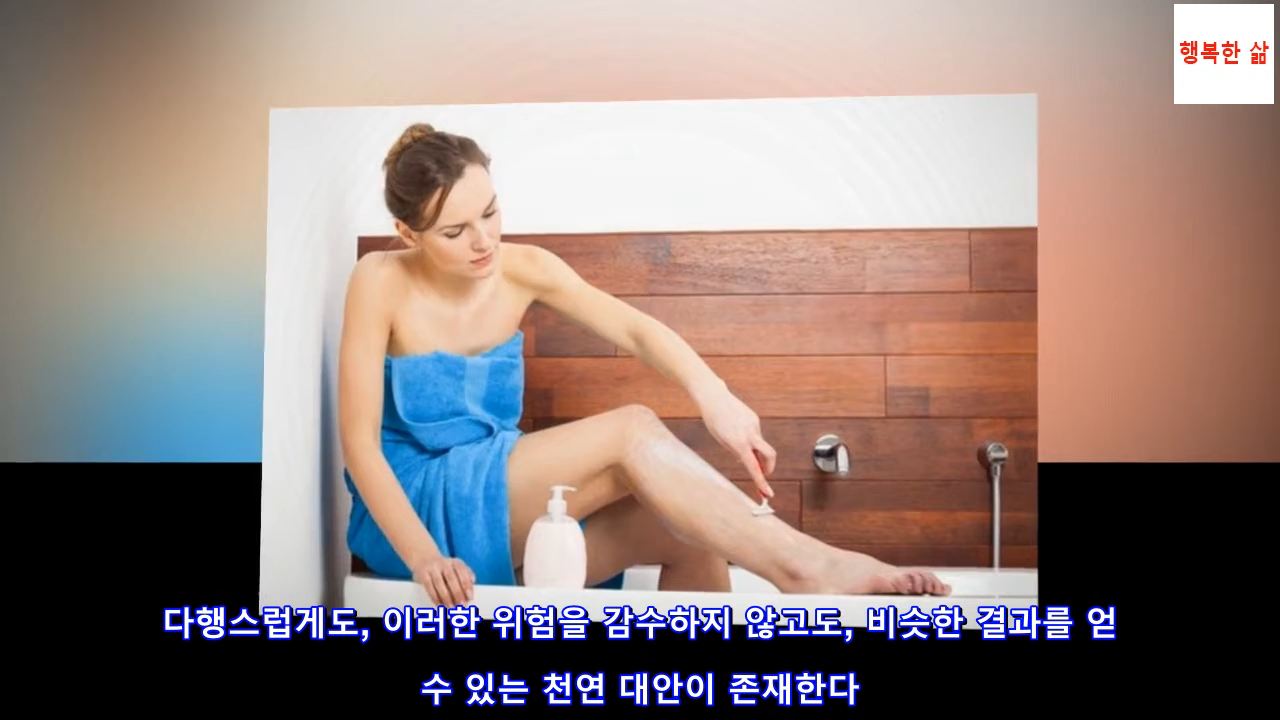 행복한 삶
다행스럽게도, 이러한 위험을 감수하지 않고도, 비슷한 결과를 얻
수 있는 천연 대안이 존재한다